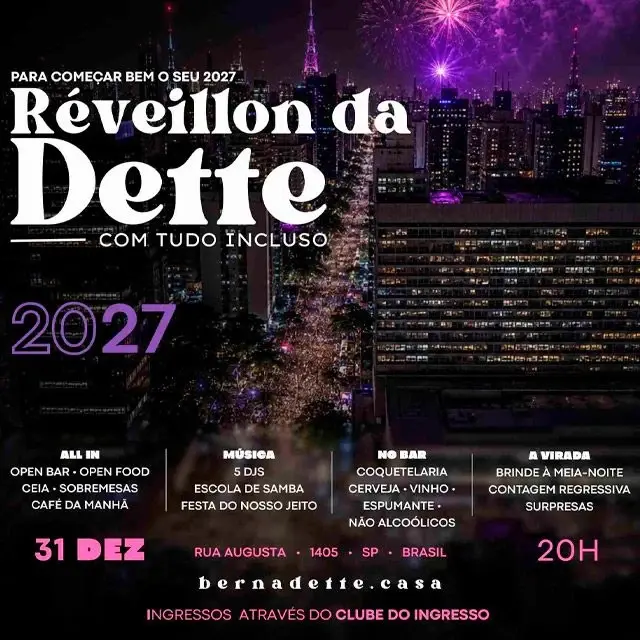 PARA COMEÇAR BEM O SEU 2027
Réveillon da
Dette
COM TUDO INCLUSO
2027
ALL IN
OPEN BAR • OPEN FOOD
CEIA • SOBREMESAS
CAFÉ DA MANHÃ
MÚSICA
5 DJS
ESCOLA DE SAMBA
FESTA DO NOSSO JEITO
NO BAR
COQUETELARIA
CERVEJA • VINHO •
ESPUMANTE •
NÃO ALCOÓLICOS
A VIRADA
BRINDE À MEIA-NOITE
CONTAGEM REGRESSIVA
SURPRESAS
31 DEZ
RUA AUGUSTA • 1405 • SP • BRASIL
20H
bernadette.casa
INGRESSOS ATRAVÉS DO CLUBE DO INGRESSO